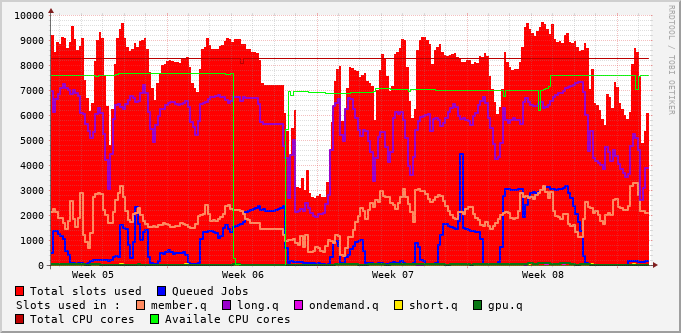 10000
9000
8000
7000
6000
5000
4000
3000
2000
1000
0
Week 05 Week 06 Week 07 Week 08
RRDTOOL / TOBI OETIKER
Total slots used Queued Jobs
Slots used in : member.q long.q ondemand.q short.q gpu.q
Total CPU cores Availale CPU cores